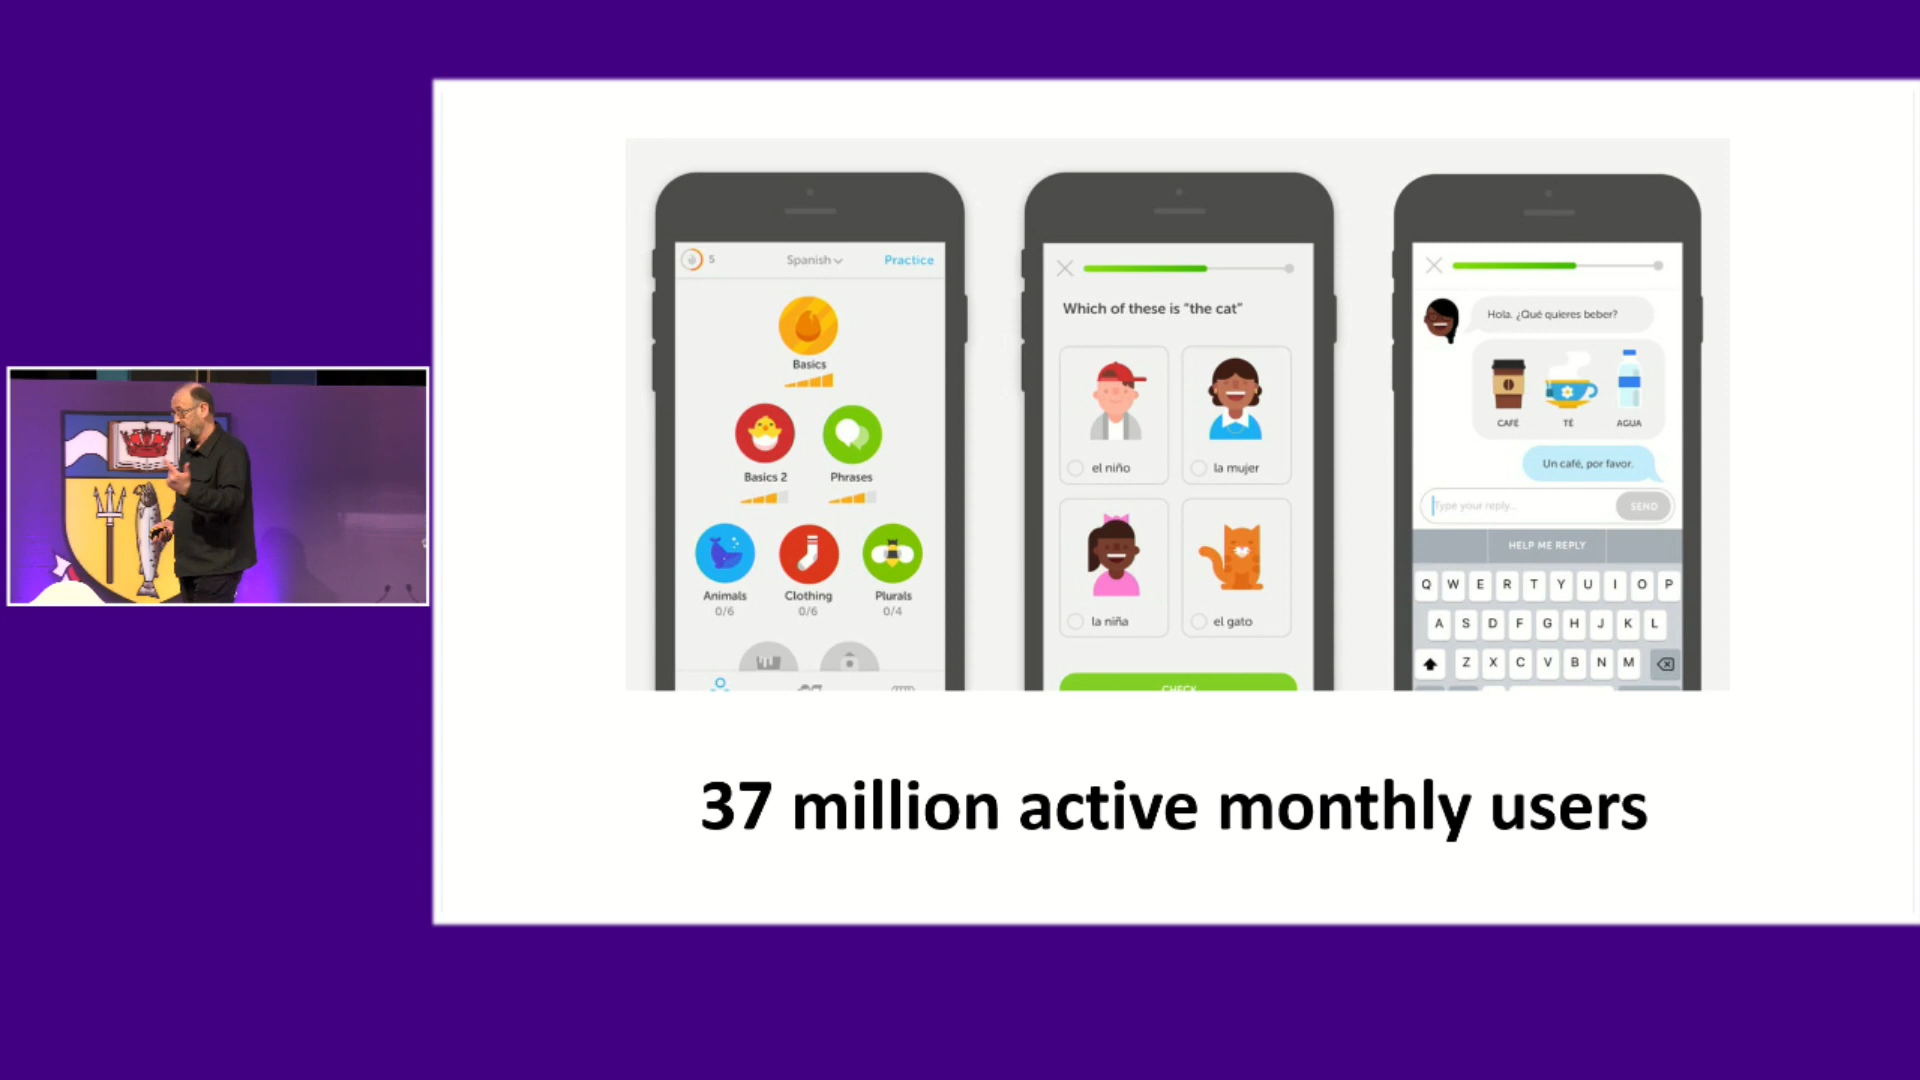 5 Spanish Practice
Basics
Basics 2 Phrases
Animals Clothing Plurals
0/6 0/6 0/4
Which of these is “the cat”
el niño la mujer
la niña el gato
CHECK
Hola. ¿Qué quieres beber?
CAFÉ TÉ AGUA
Un café, por favor.
Type your reply... SEND
HELP ME REPLY
Q W E R T Y U I O P
A S D F G H J K L
Z X C V B N M
37 million active monthly users